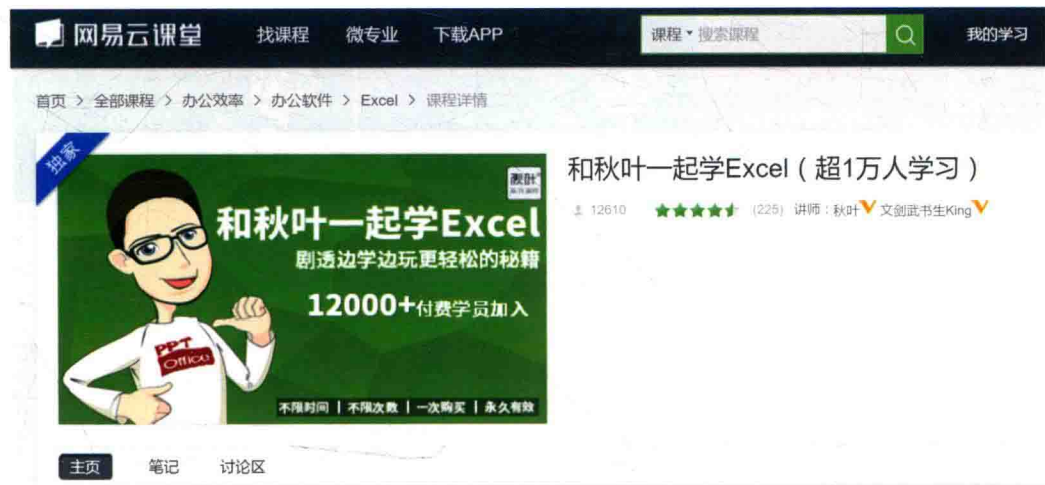 网易云课堂 找课程 微专业 下载APP 课程 搜索课程 我的学习
首页 > 全部课程 > 办公效率 > 办公软件 > Excel > 课程详情
独家
秋叶
和秋叶一起学Excel
剧透边学边玩更轻松的秘籍
12000+付费学员加入
PPT
Office
不限时间 | 不限次数 | 一次购买 | 永久有效
和秋叶一起学Excel（超1万人学习）
12610 (225) 讲师：秋叶 文剑武书生King
主页 笔记 讨论区